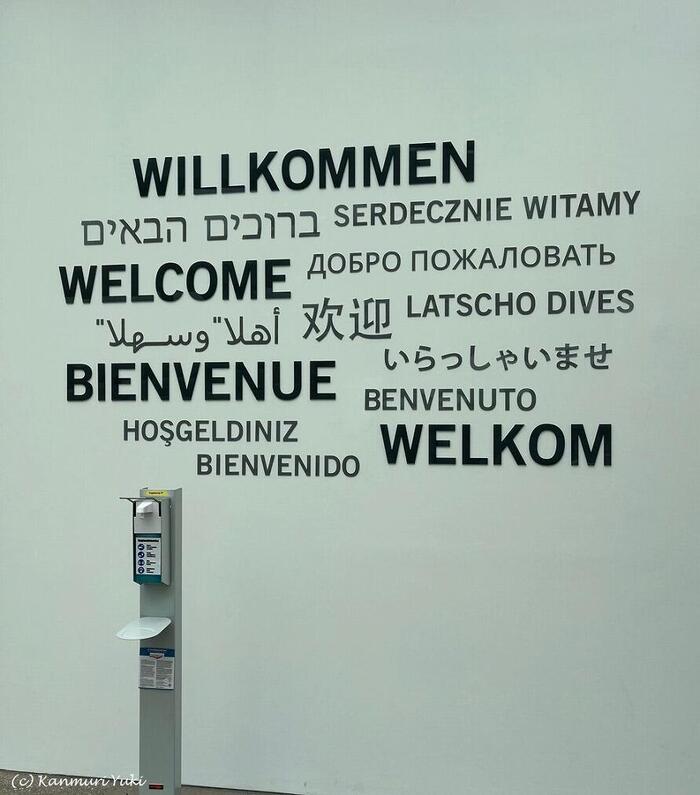 WILLKOMMEN
ברוכים הבאים SERDECZNIE WITAMY
WELCOME ДОБРО ПОЖАЛОВАТЬ
أهلا" وسهلا" 欢迎 LATSCHO DIVES
いらっしゃいませ
BIENVENUE
BENVENUTO
HOŞGELDINIZ
WELKOM
BIENVENIDO
(c) Kanmuri Yuki